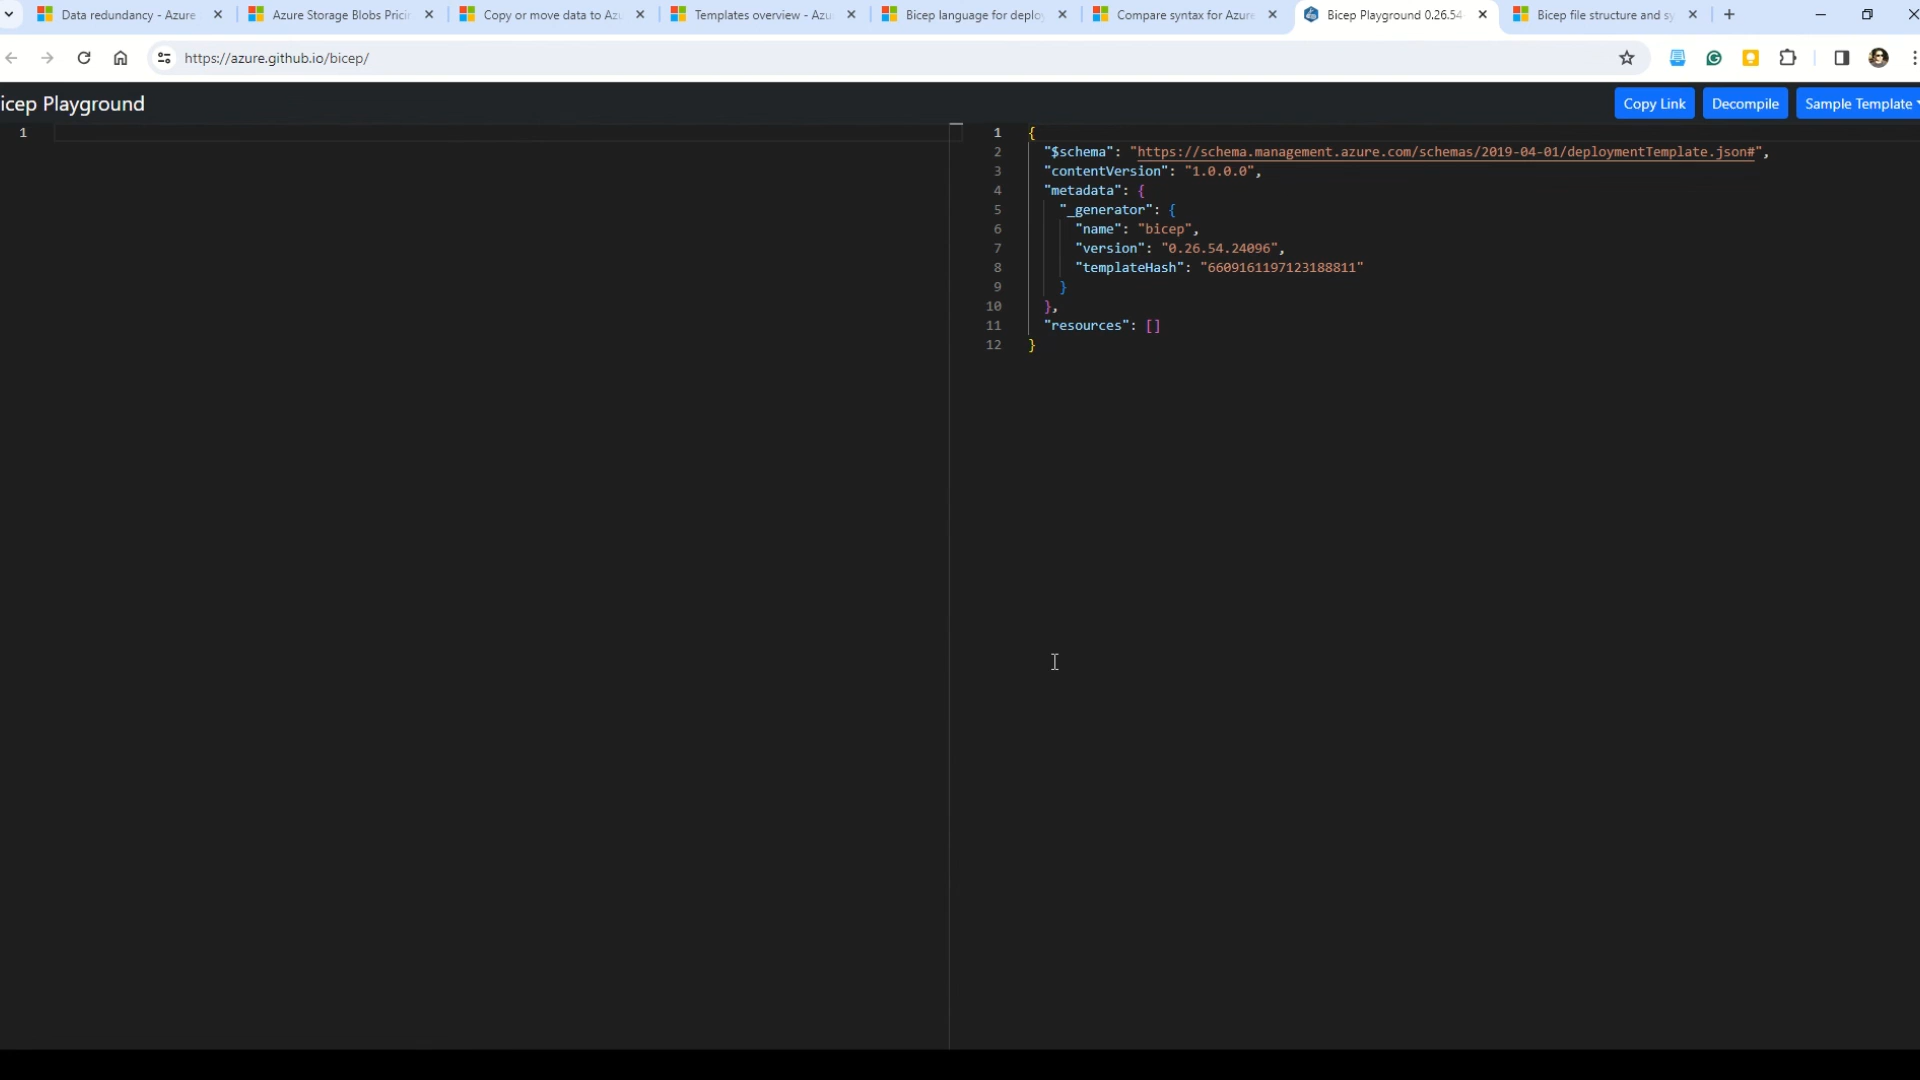 Data redundancy - Azure
Azure Storage Blobs Prici
Copy or move data to Az
Templates overview - Azu
Bicep language for deplo
Compare syntax for Azure
Bicep Playground 0.26.54
Bicep file structure and sy
https://azure.github.io/bicep/
icep Playground
Copy Link
Decompile
Sample Template
1
1 {
2 "$schema": "https://schema.management.azure.com/schemas/2019-04-01/deploymentTemplate.json#",
3 "contentVersion": "1.0.0.0",
4 "metadata": {
5 "_generator": {
6 "name": "bicep",
7 "version": "0.26.54.24096",
8 "templateHash": "6609161197123188811"
9 }
10 },
11 "resources": []
12 }